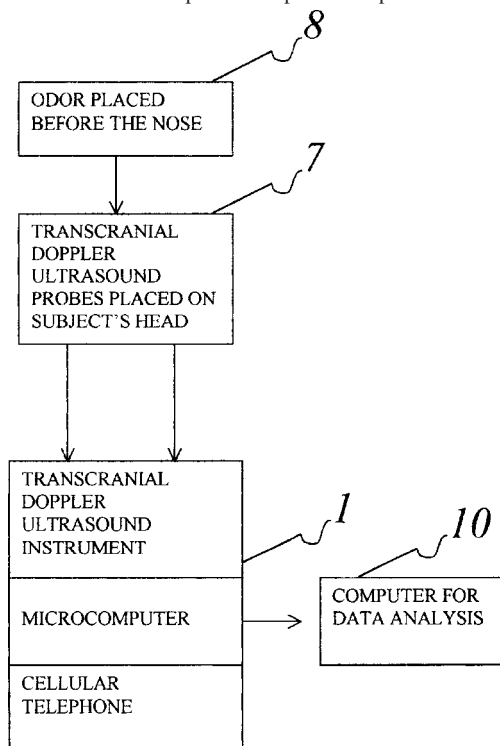 8
ODOR PLACED
BEFORE THE NOSE
7
TRANSCRANIAL
DOPPLER
ULTRASOUND
PROBES PLACED ON
SUBJECT'S HEAD
TRANSCRANIAL
DOPPLER
ULTRASOUND
INSTRUMENT
1
10
MICROCOMPUTER
COMPUTER FOR
DATA ANALYSIS
CELLULAR
TELEPHONE